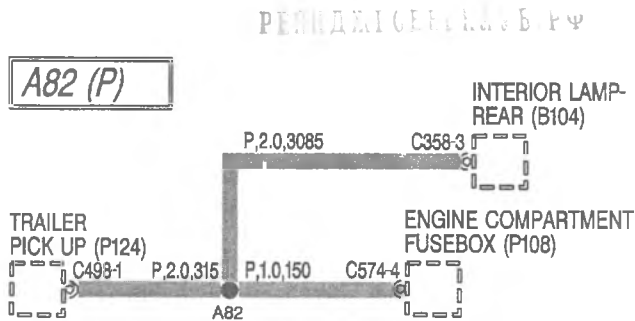 A82 (P)
INTERIOR LAMP-
REAR (B104)
P,2.0,3085
C358-3
TRAILER
PICK UP (P124)
ENGINE COMPARTMENT
FUSEBOX (P108)
C498-1
P,2.0,315
P,1.0,150
C574-4
A82